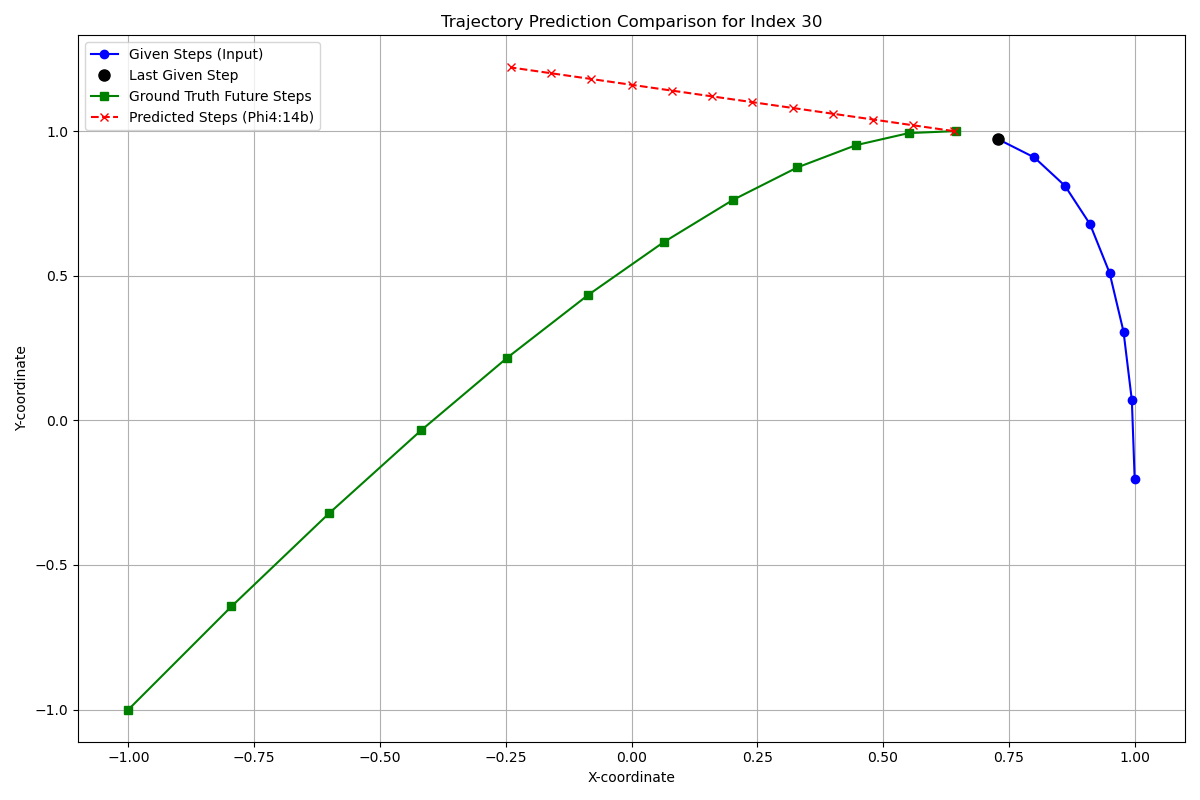 Trajectory Prediction Comparison for Index 30
Given Steps (Input)
Last Given Step
Ground Truth Future Steps
Predicted Steps (Phi4:14b)
Y-coordinate
1.0
0.5
0.0
−0.5
−1.0
−1.00 −0.75 −0.50 −0.25 0.00 0.25 0.50 0.75 1.00
X-coordinate